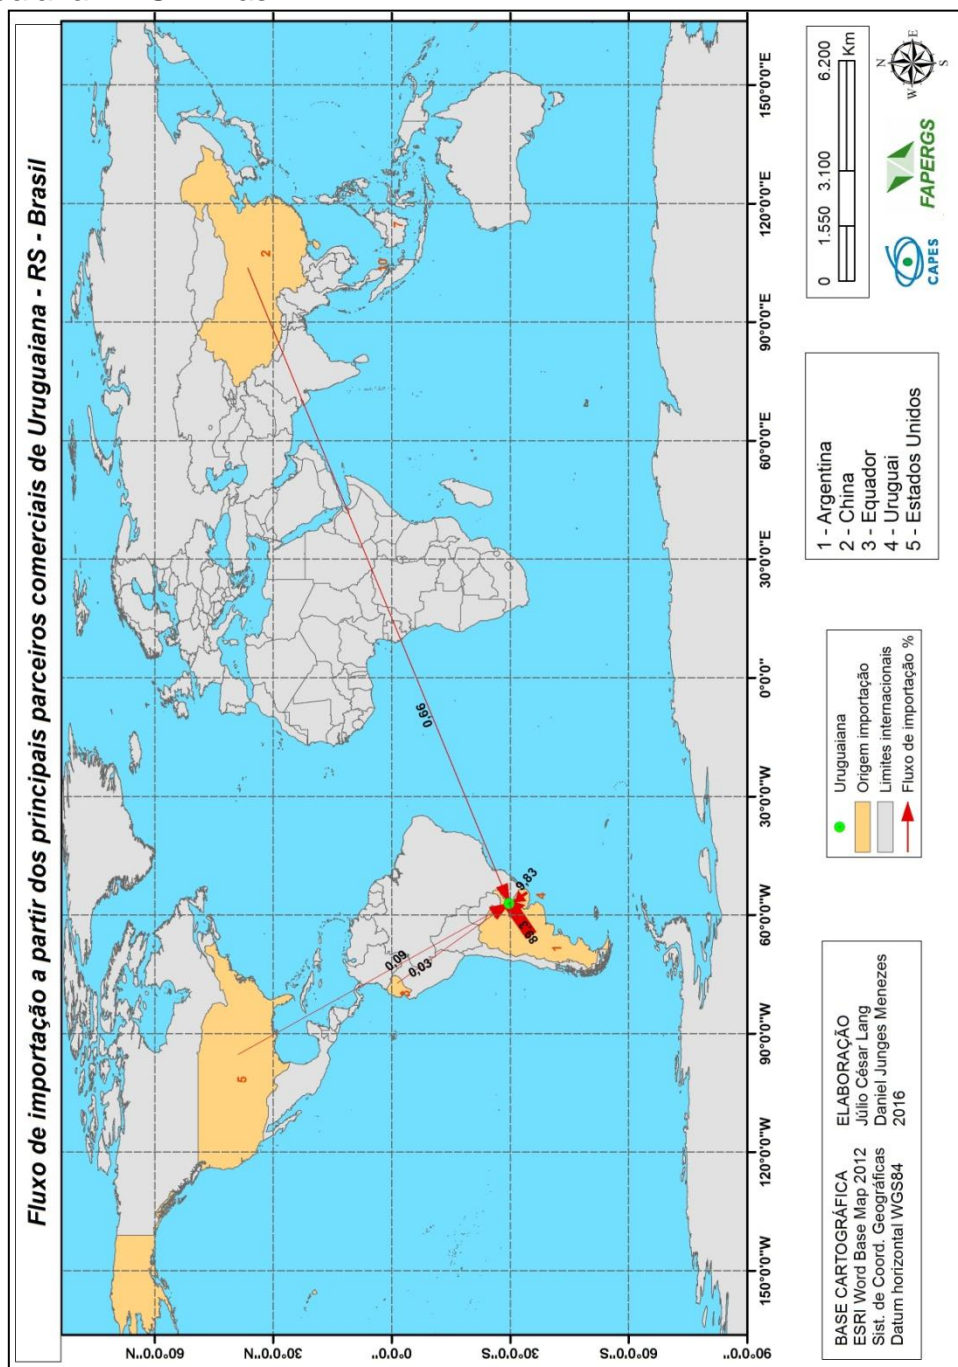 Fluxo de importação a partir dos principais parceiros comerciais de Uruguaiana - RS - Brasil
60°0'0"N
30°0'0"N
0°0'0"
30°0'0"S
60°0'0"S
90°0'0"
150°0'0"W
120°0'0"W
90°0'0"W
60°0'0"W
30°0'0"W
0°0'0"
30°0'0"E
60°0'0"E
90°0'0"E
120°0'0"E
150°0'0"E
5
2
10
7
3
1
4
0,09
0,03
0,66
9,83
89,3
BASE CARTOGRÁFICA
ESRI Word Base Map 2012
Sist. de Coord. Geográficas
Datum horizontal WGS84
ELABORAÇÃO
Júlio César Lang
Daniel Junges Menezes
2016
Uruguaiana
Origem importação
Limites internacionais
Fluxo de importação %
1 - Argentina
2 - China
3 - Equador
4 - Uruguai
5 - Estados Unidos
0 1.550 3.100 6.200
Km
CAPES
FAPERGS
N
E
S
W